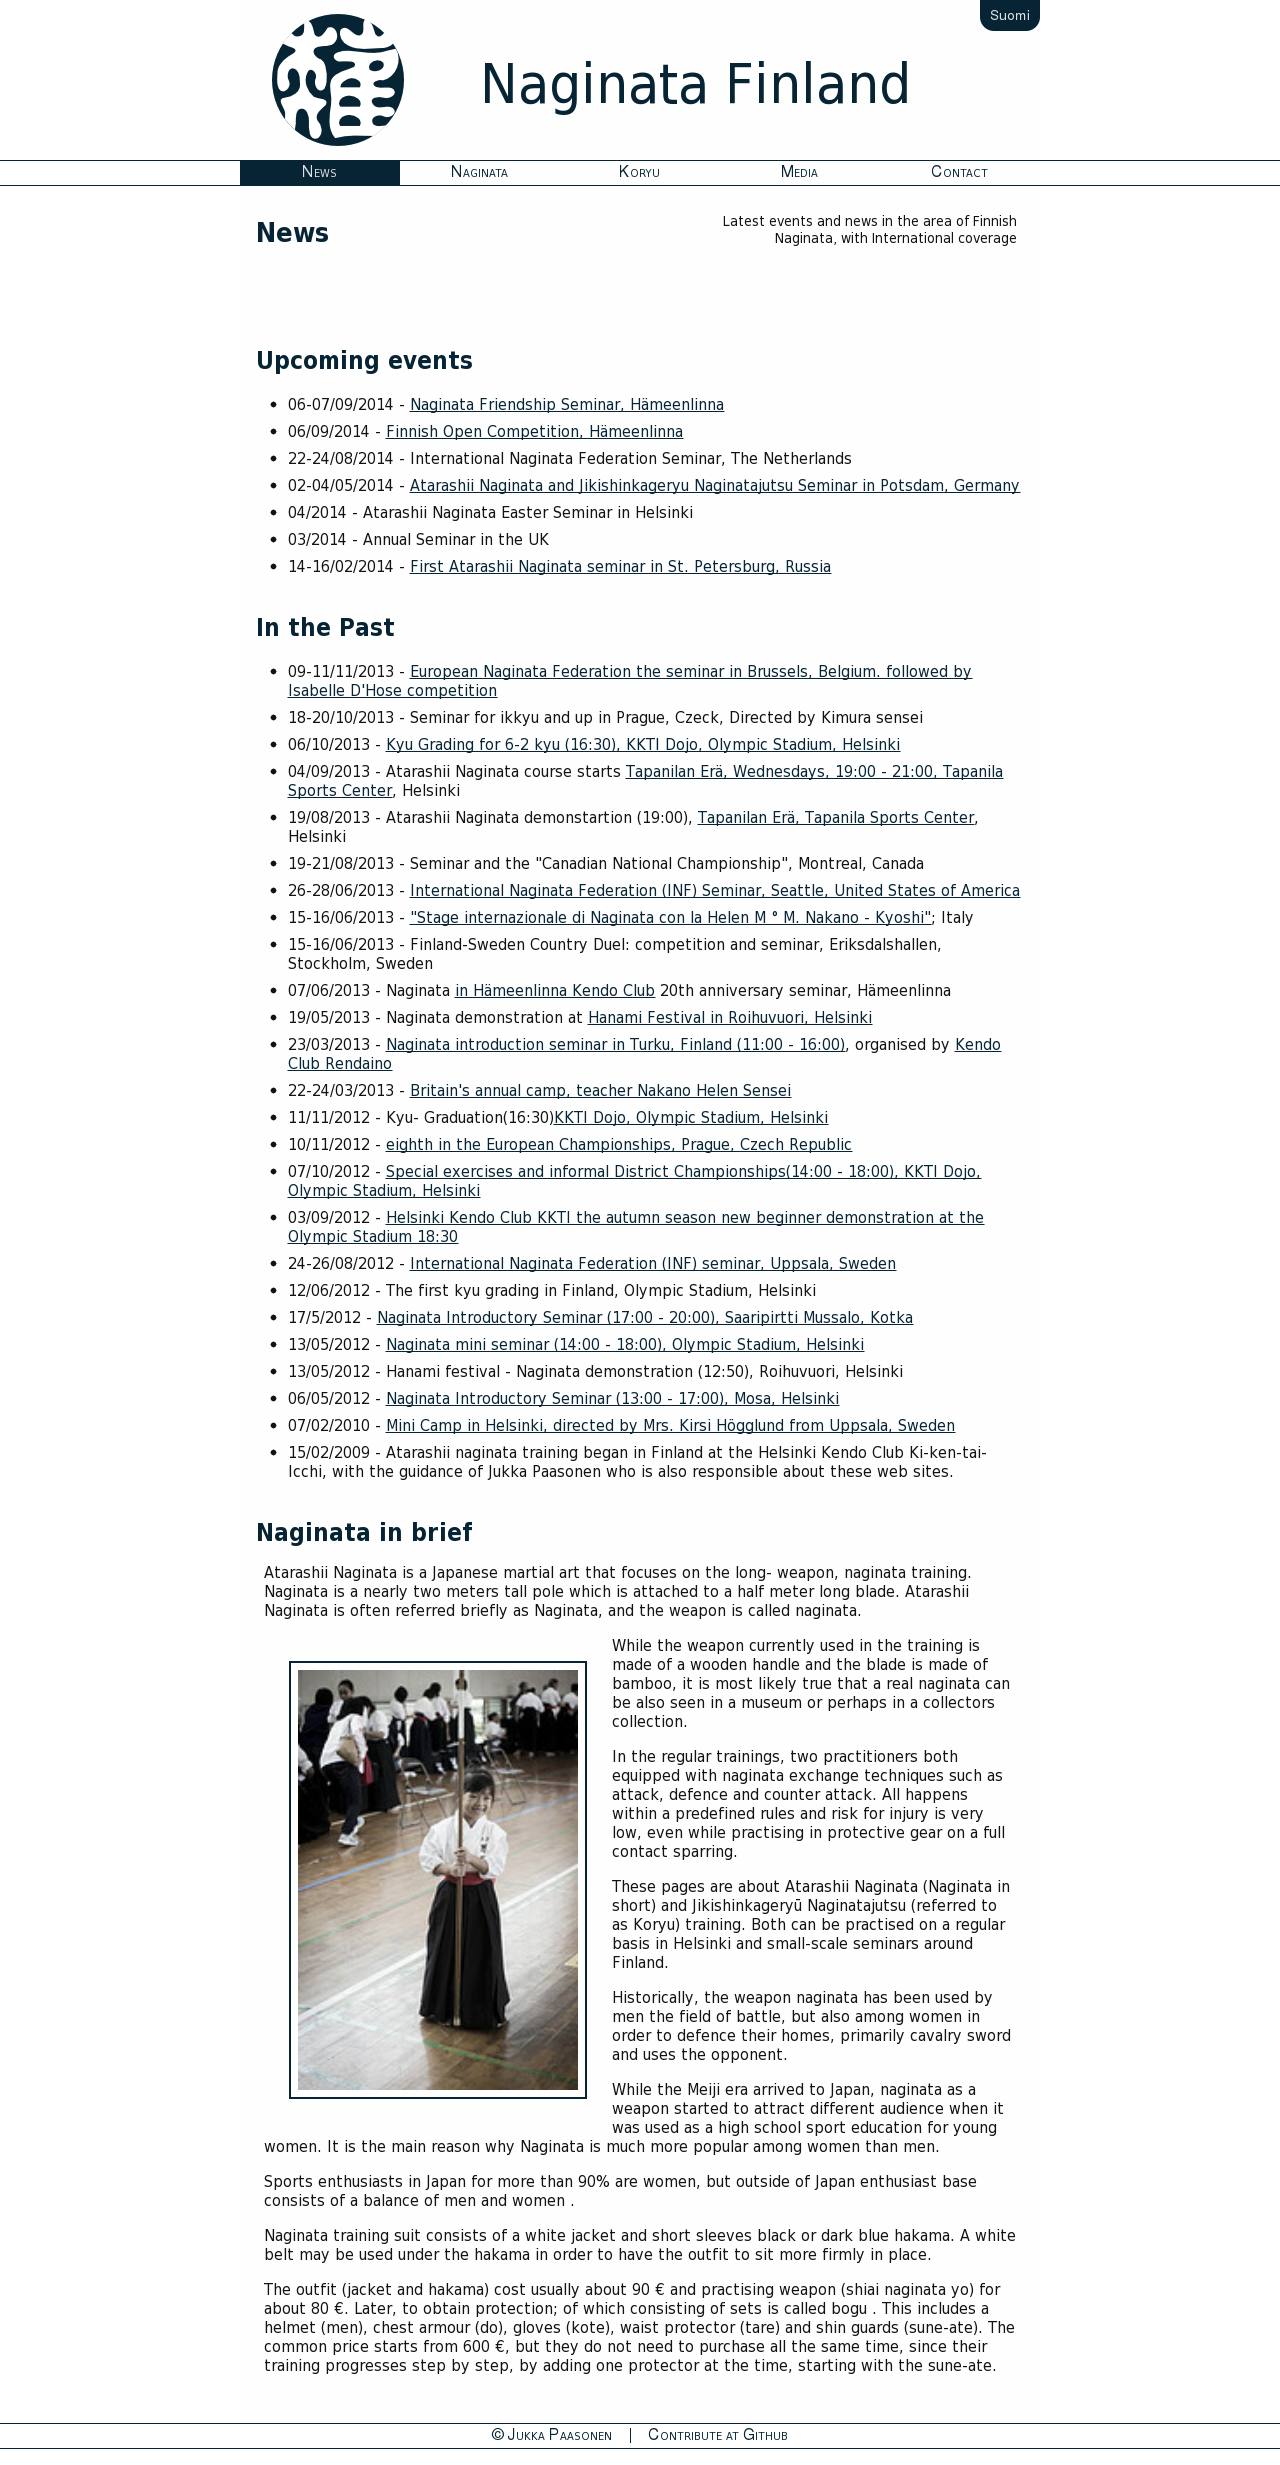 Suomi
Naginata Finland
News
Naginata
Koryu
Media
Contact
News
Latest events and news in the area of Finnish
Naginata, with International coverage
Upcoming events
06-07/09/2014 - Naginata Friendship Seminar, Hämeenlinna
06/09/2014 - Finnish Open Competition, Hämeenlinna
22-24/08/2014 - International Naginata Federation Seminar, The Netherlands
02-04/05/2014 - Atarashii Naginata and Jikishinkageryu Naginatajutsu Seminar in Potsdam, Germany
04/2014 - Atarashii Naginata Easter Seminar in Helsinki
03/2014 - Annual Seminar in the UK
14-16/02/2014 - First Atarashii Naginata seminar in St. Petersburg, Russia
In the Past
09-11/11/2013 - European Naginata Federation the seminar in Brussels, Belgium. followed by
Isabelle D'Hose competition
18-20/10/2013 - Seminar for ikkyu and up in Prague, Czeck, Directed by Kimura sensei
06/10/2013 - Kyu Grading for 6-2 kyu (16:30), KKTI Dojo, Olympic Stadium, Helsinki
04/09/2013 - Atarashii Naginata course starts Tapanilan Erä, Wednesdays, 19:00 - 21:00, Tapanila
Sports Center, Helsinki
19/08/2013 - Atarashii Naginata demonstartion (19:00), Tapanilan Erä, Tapanila Sports Center,
Helsinki
19-21/08/2013 - Seminar and the "Canadian National Championship", Montreal, Canada
26-28/06/2013 - International Naginata Federation (INF) Seminar, Seattle, United States of America
15-16/06/2013 - "Stage internazionale di Naginata con la Helen M ° M. Nakano - Kyoshi"; Italy
15-16/06/2013 - Finland-Sweden Country Duel: competition and seminar, Eriksdalshallen,
Stockholm, Sweden
07/06/2013 - Naginata in Hämeenlinna Kendo Club 20th anniversary seminar, Hämeenlinna
19/05/2013 - Naginata demonstration at Hanami Festival in Roihuvuori, Helsinki
23/03/2013 - Naginata introduction seminar in Turku, Finland (11:00 - 16:00), organised by Kendo
Club Rendaino
22-24/03/2013 - Britain's annual camp, teacher Nakano Helen Sensei
11/11/2012 - Kyu- Graduation(16:30)KKTI Dojo, Olympic Stadium, Helsinki
10/11/2012 - eighth in the European Championships, Prague, Czech Republic
07/10/2012 - Special exercises and informal District Championships(14:00 - 18:00), KKTI Dojo,
Olympic Stadium, Helsinki
03/09/2012 - Helsinki Kendo Club KKTI the autumn season new beginner demonstration at the
Olympic Stadium 18:30
24-26/08/2012 - International Naginata Federation (INF) seminar, Uppsala, Sweden
12/06/2012 - The first kyu grading in Finland, Olympic Stadium, Helsinki
17/5/2012 - Naginata Introductory Seminar (17:00 - 20:00), Saaripirtti Mussalo, Kotka
13/05/2012 - Naginata mini seminar (14:00 - 18:00), Olympic Stadium, Helsinki
13/05/2012 - Hanami festival - Naginata demonstration (12:50), Roihuvuori, Helsinki
06/05/2012 - Naginata Introductory Seminar (13:00 - 17:00), Mosa, Helsinki
07/02/2010 - Mini Camp in Helsinki, directed by Mrs. Kirsi Högglund from Uppsala, Sweden
15/02/2009 - Atarashii naginata training began in Finland at the Helsinki Kendo Club Ki-ken-tai-
Icchi, with the guidance of Jukka Paasonen who is also responsible about these web sites.
Naginata in brief
Atarashii Naginata is a Japanese martial art that focuses on the long- weapon, naginata training.
Naginata is a nearly two meters tall pole which is attached to a half meter long blade. Atarashii
Naginata is often referred briefly as Naginata, and the weapon is called naginata.
While the weapon currently used in the training is
made of a wooden handle and the blade is made of
bamboo, it is most likely true that a real naginata can
be also seen in a museum or perhaps in a collectors
collection.
In the regular trainings, two practitioners both
equipped with naginata exchange techniques such as
attack, defence and counter attack. All happens
within a predefined rules and risk for injury is very
low, even while practising in protective gear on a full
contact sparring.
These pages are about Atarashii Naginata (Naginata in
short) and Jikishinkageryū Naginatajutsu (referred to
as Koryu) training. Both can be practised on a regular
basis in Helsinki and small-scale seminars around
Finland.
Historically, the weapon naginata has been used by
men the field of battle, but also among women in
order to defence their homes, primarily cavalry sword
and uses the opponent.
While the Meiji era arrived to Japan, naginata as a
weapon started to attract different audience when it
was used as a high school sport education for young
women. It is the main reason why Naginata is much more popular among women than men.
Sports enthusiasts in Japan for more than 90% are women, but outside of Japan enthusiast base
consists of a balance of men and women .
Naginata training suit consists of a white jacket and short sleeves black or dark blue hakama. A white
belt may be used under the hakama in order to have the outfit to sit more firmly in place.
The outfit (jacket and hakama) cost usually about 90 € and practising weapon (shiai naginata yo) for
about 80 €. Later, to obtain protection; of which consisting of sets is called bogu . This includes a
helmet (men), chest armour (do), gloves (kote), waist protector (tare) and shin guards (sune-ate). The
common price starts from 600 €, but they do not need to purchase all the same time, since their
training progresses step by step, by adding one protector at the time, starting with the sune-ate.
© Jukka Paasonen | Contribute at Github